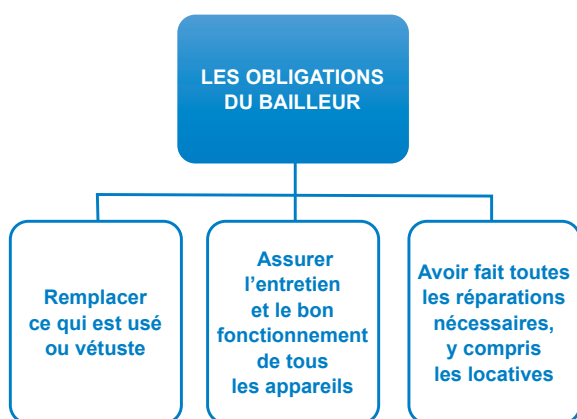 LES OBLIGATIONS
DU BAILLEUR
Remplacer
ce qui est usé
ou vétuste
Assurer
l’entretien
et le bon
fonctionnement
de tous
les appareils
Avoir fait toutes
les réparations
nécessaires,
y compris
les locatives